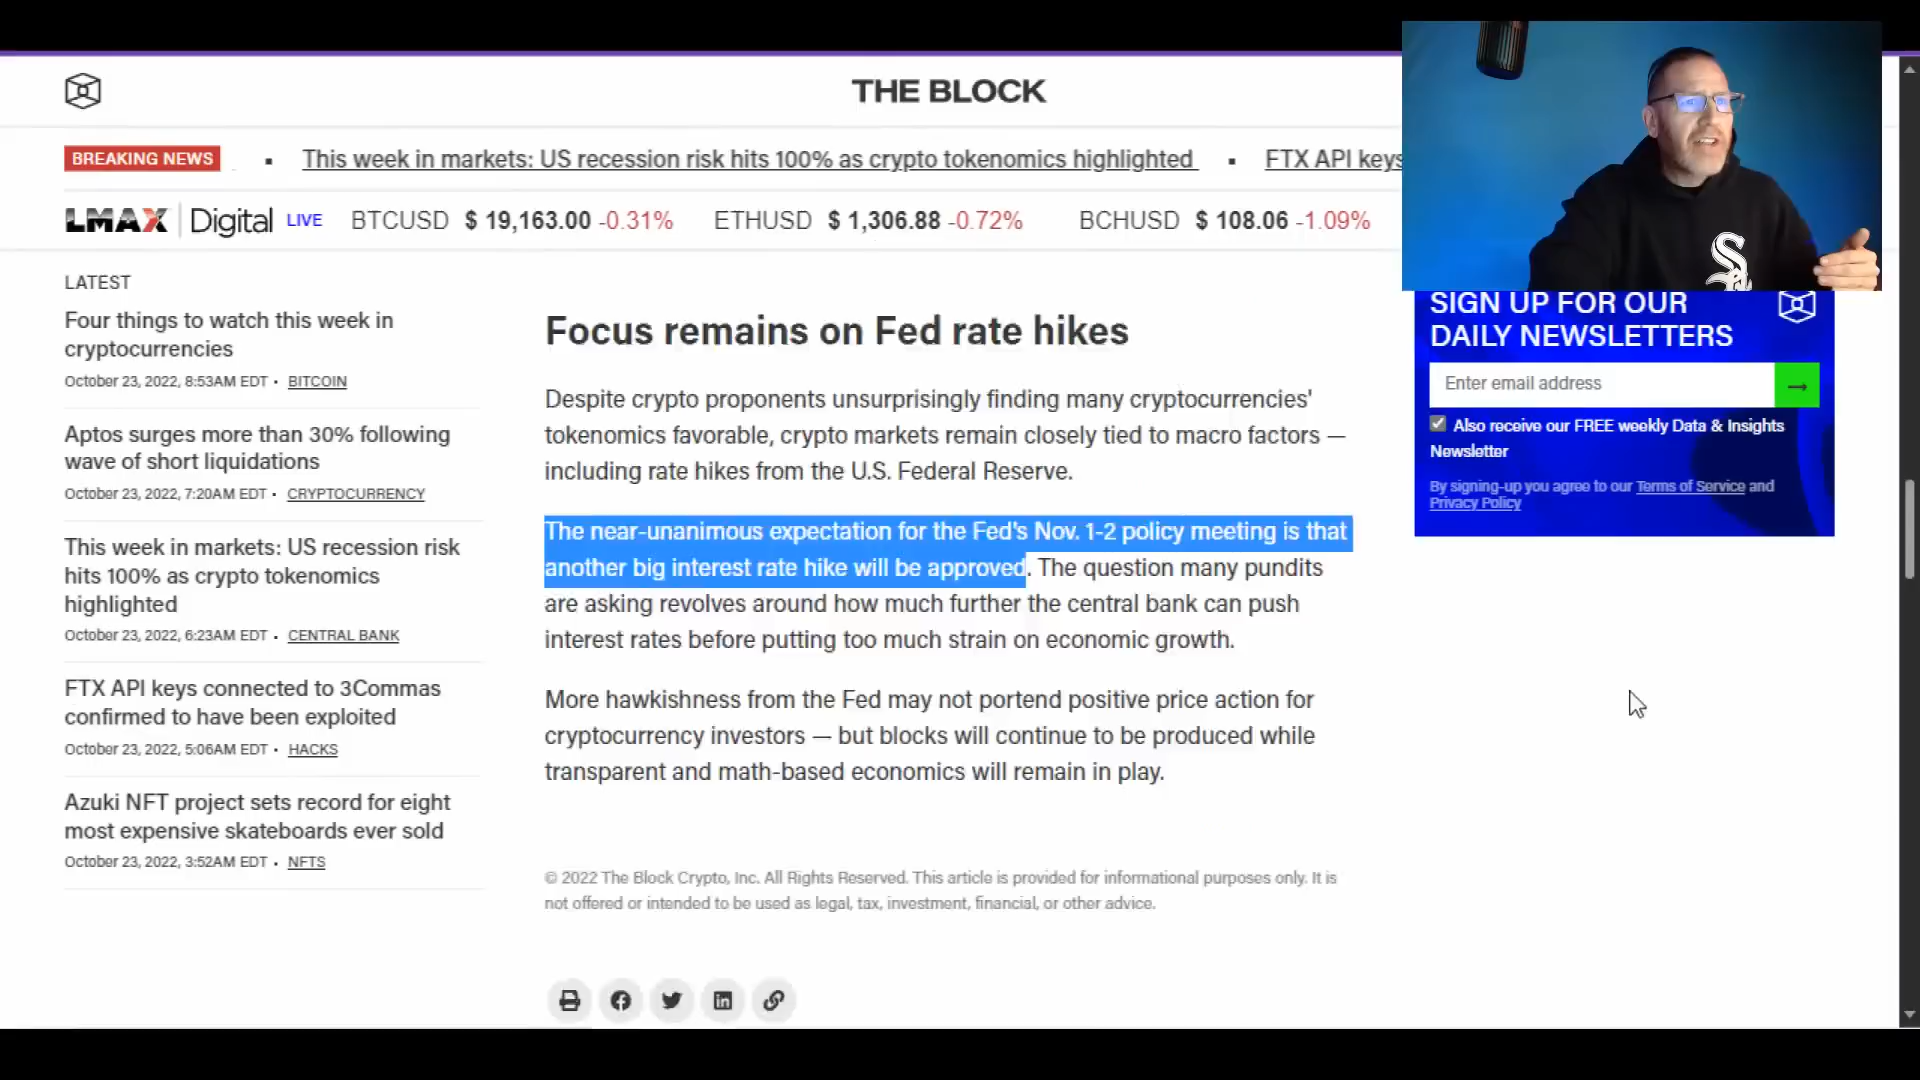 THE BLOCK
BREAKING NEWS
This week in markets: US recession risk hits 100% as crypto tokenomics highlighted
FTX API keys
LMAX Digital LIVE BTCUSD $ 19,163.00 -0.31% ETHUSD $ 1,306.88 -0.72% BCHUSD $ 108.06 -1.09%
LATEST
Four things to watch this week in
cryptocurrencies
October 23, 2022, 8:53AM EDT • BITCOIN
Aptos surges more than 30% following
wave of short liquidations
October 23, 2022, 7:20AM EDT • CRYPTOCURRENCY
This week in markets: US recession risk
hits 100% as crypto tokenomics
highlighted
October 23, 2022, 6:23AM EDT • CENTRAL BANK
FTX API keys connected to 3Commas
confirmed to have been exploited
October 23, 2022, 5:06AM EDT • HACKS
Azuki NFT project sets record for eight
most expensive skateboards ever sold
October 23, 2022, 3:52AM EDT • NFTS
Focus remains on Fed rate hikes
Despite crypto proponents unsurprisingly finding many cryptocurrencies'
tokenomics favorable, crypto markets remain closely tied to macro factors —
including rate hikes from the U.S. Federal Reserve.
The near-unanimous expectation for the Fed's Nov. 1-2 policy meeting is that
another big interest rate hike will be approved. The question many pundits
are asking revolves around how much further the central bank can push
interest rates before putting too much strain on economic growth.
More hawkishness from the Fed may not portend positive price action for
cryptocurrency investors — but blocks will continue to be produced while
transparent and math-based economics will remain in play.
© 2022 The Block Crypto, Inc. All Rights Reserved. This article is provided for informational purposes only. It is
not offered or intended to be used as legal, tax, investment, financial, or other advice.
SIGN UP FOR OUR
DAILY NEWSLETTERS
Enter email address
Also receive our FREE weekly Data & Insights
Newsletter
By signing-up you agree to our Terms of Service and
Privacy Policy